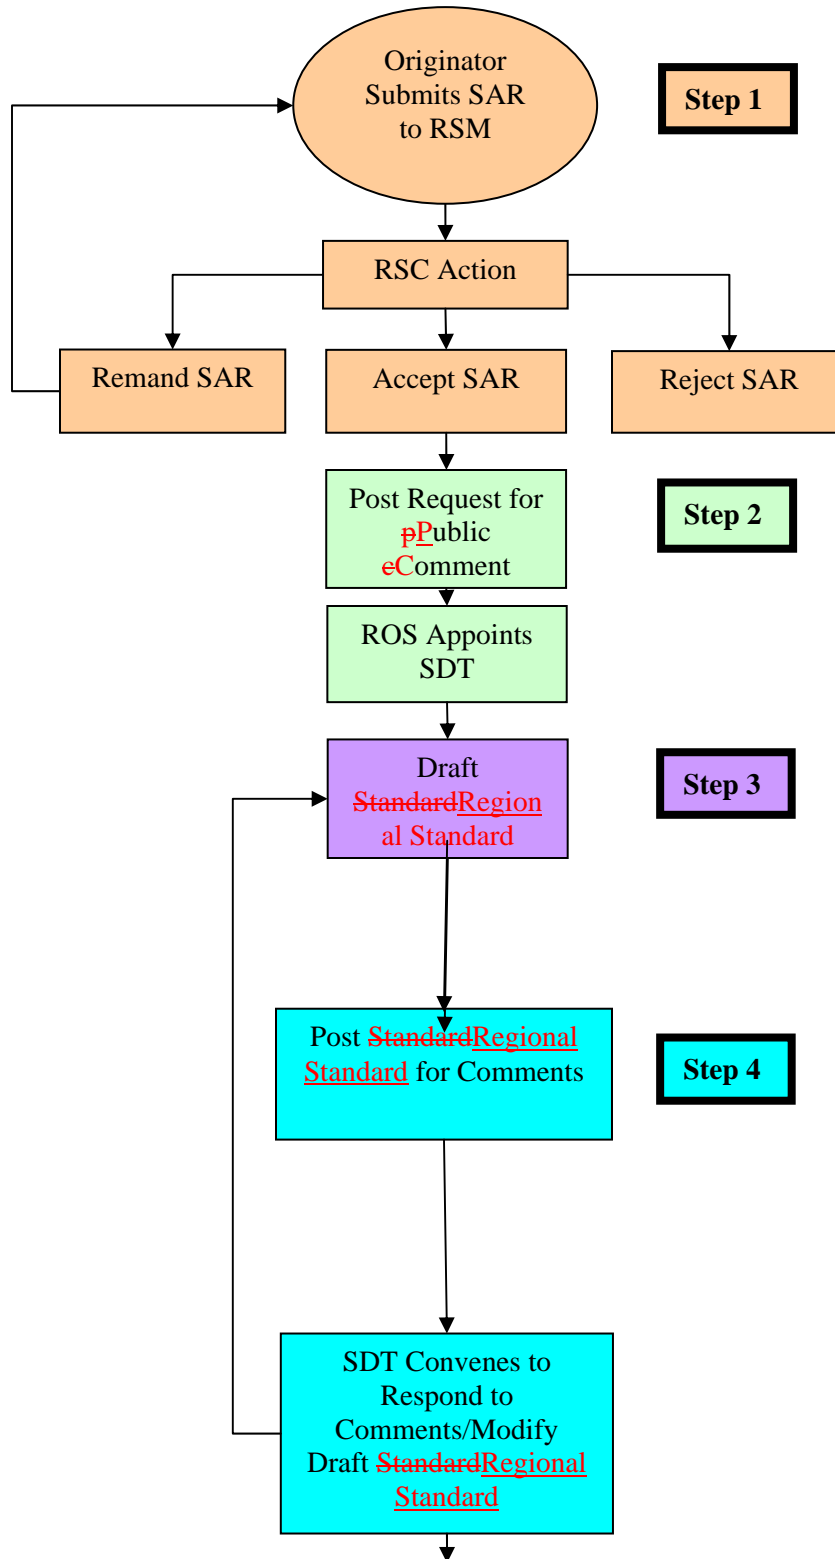 Originator
Submits SAR
to RSM
Step 1
RSC Action
Remand SAR
Accept SAR
Reject SAR
Post Request for
pPublic
cComment
Step 2
ROS Appoints
SDT
Draft
StandardRegion
al Standard
Step 3
Post StandardRegional
Standard for Comments
Step 4
SDT Convenes to
Respond to
Comments/Modify
Draft StandardRegional
Standard